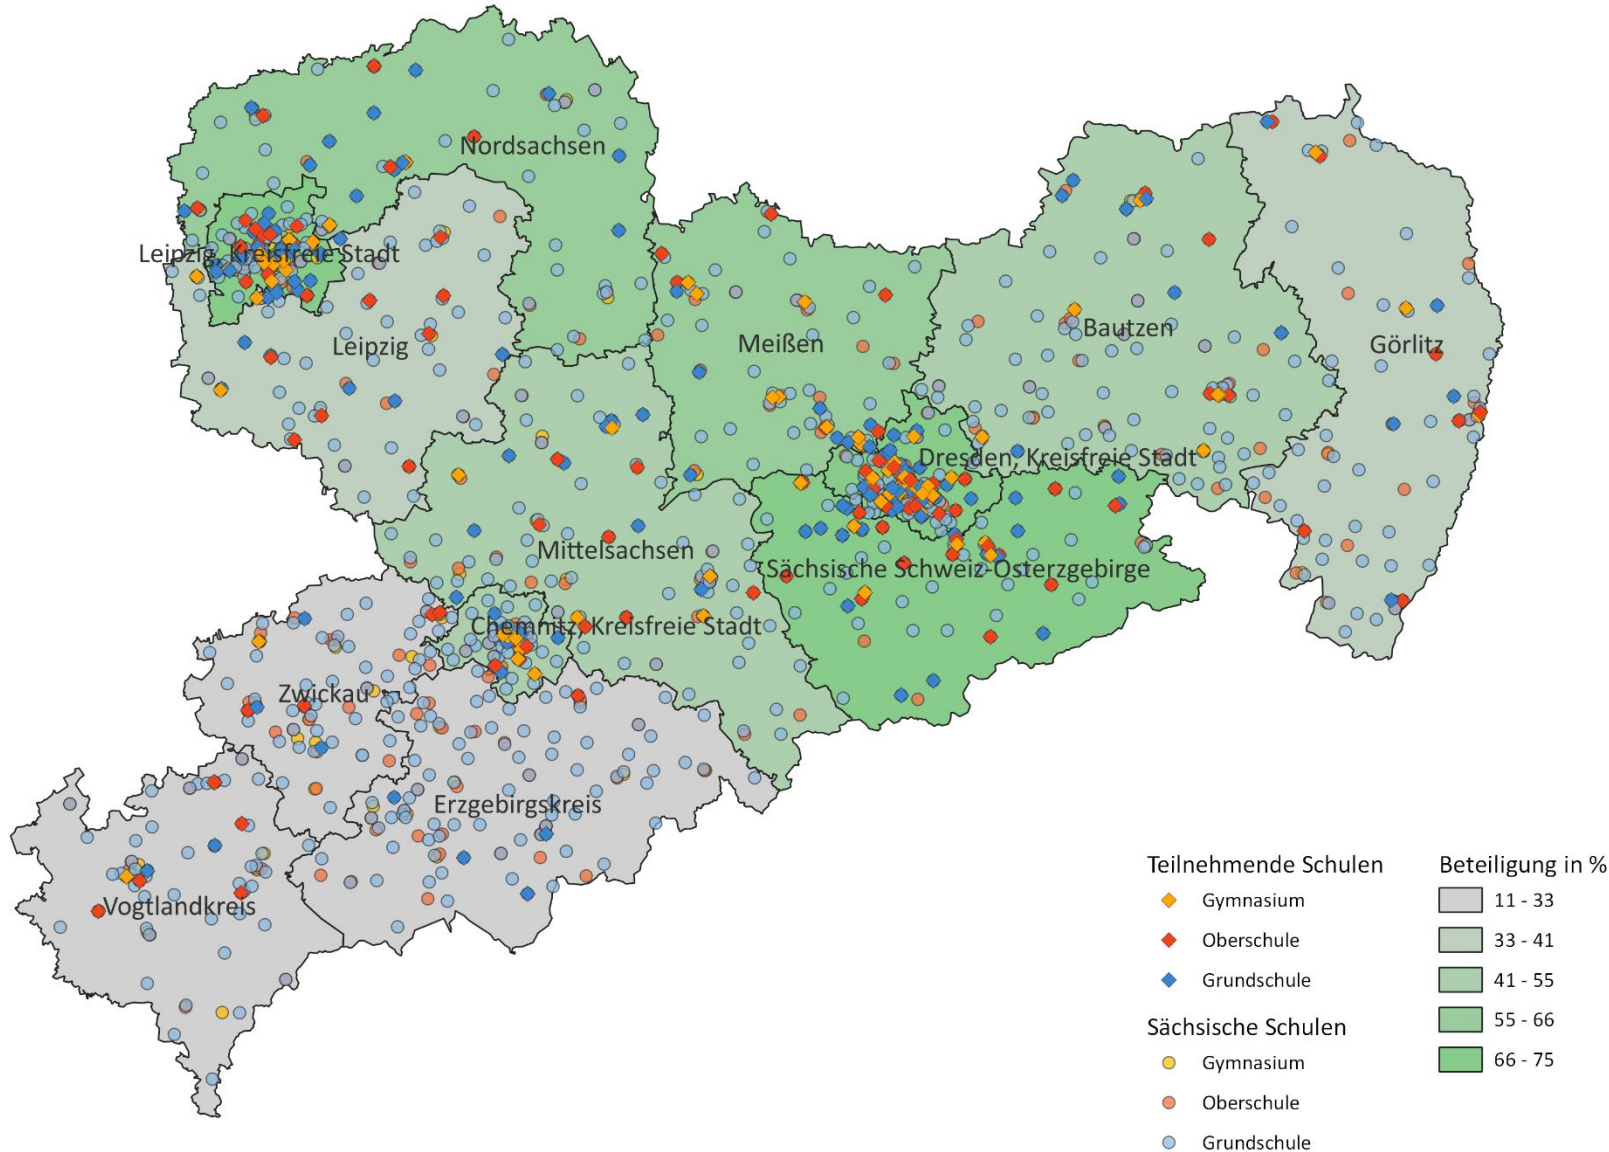 Nordsachsen
Leipzig, Kreisfreie Stadt
Leipzig
Meißen
Bautzen
Görlitz
Dresden, Kreisfreie Stadt
Mittelsachsen
Sächsische Schweiz-Osterzgebirge
Chemnitz, Kreisfreie Stadt
Zwickau
Erzgebirgskreis
Vogtlandkreis
Teilnehmende Schulen
Gymnasium
Oberschule
Grundschule
Sächsische Schulen
Gymnasium
Oberschule
Grundschule
Beteiligung in %
11 - 33
33 - 41
41 - 55
55 - 66
66 - 75